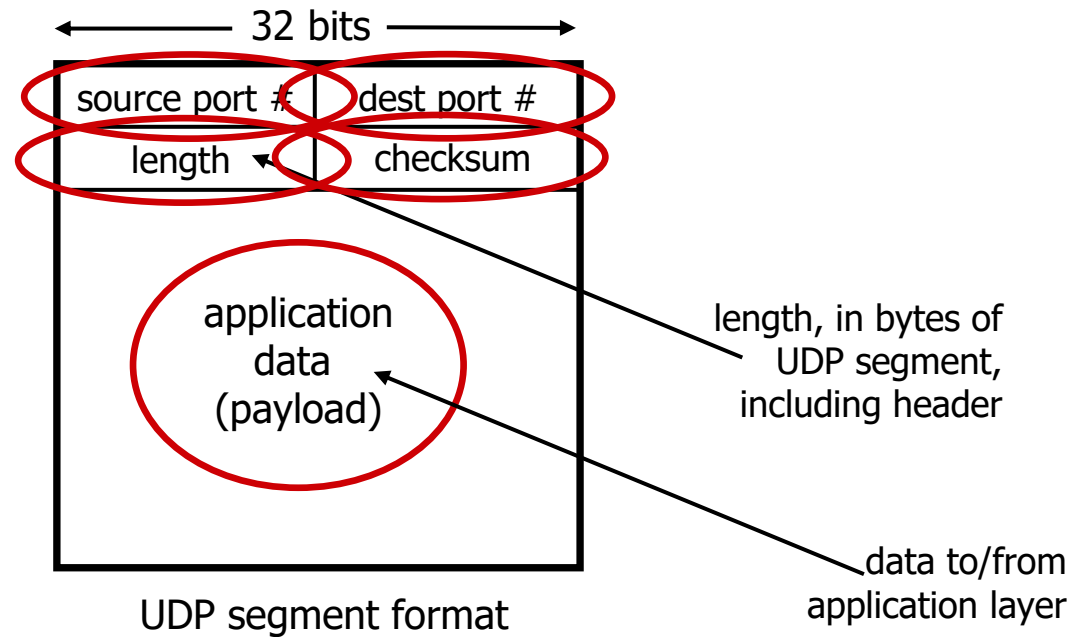 32 bits
source port #
dest port #
length
checksum
application
data
(payload)
length, in bytes of
UDP segment,
including header
data to/from
application layer
UDP segment format